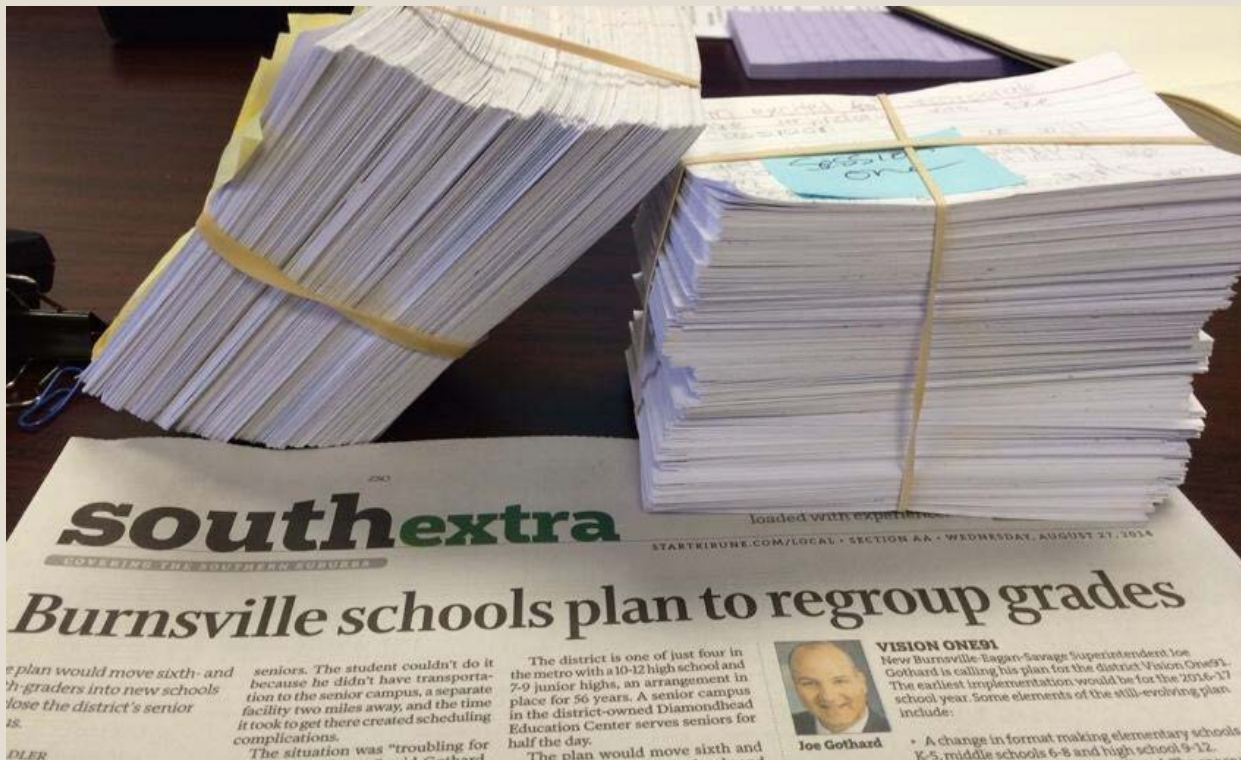 excited
south extra
COVERING THE SOUTHERN SUBURBS
loaded with
STARTRIBUNE.COM/LOCAL • SECTION AA • WEDNESDAY, AUGUST 27, 2014
Burnsville schools plan to regroup grades
plan would move sixth- and
graders into new schools
lose the district's senior
seniors. The student couldn't do it
because he didn't have transporta-
tion to the senior campus, a separate
facility two miles away, and the time
it took to get there created scheduling
complications.
The situation was "troubling for
Gothard
The district is one of just four in
the metro with a 10-12 high school and
7-9 junior highs, an arrangement in
place for 56 years. A senior campus
in the district-owned Diamondhead
Education Center serves seniors for
half the day.
The plan would move sixth and
Joe Gothard
VISION ONE91
New Burnsville-Eagan-Savage Superintendent Joe
Gothard is calling his plan for the district Vision One91.
The earliest implementation would be for the 2016-17
school year. Some elements of the still-evolving plan
include:
• A change in format making elementary schools
K-5, middle schools 6-8 and high school 9-12.